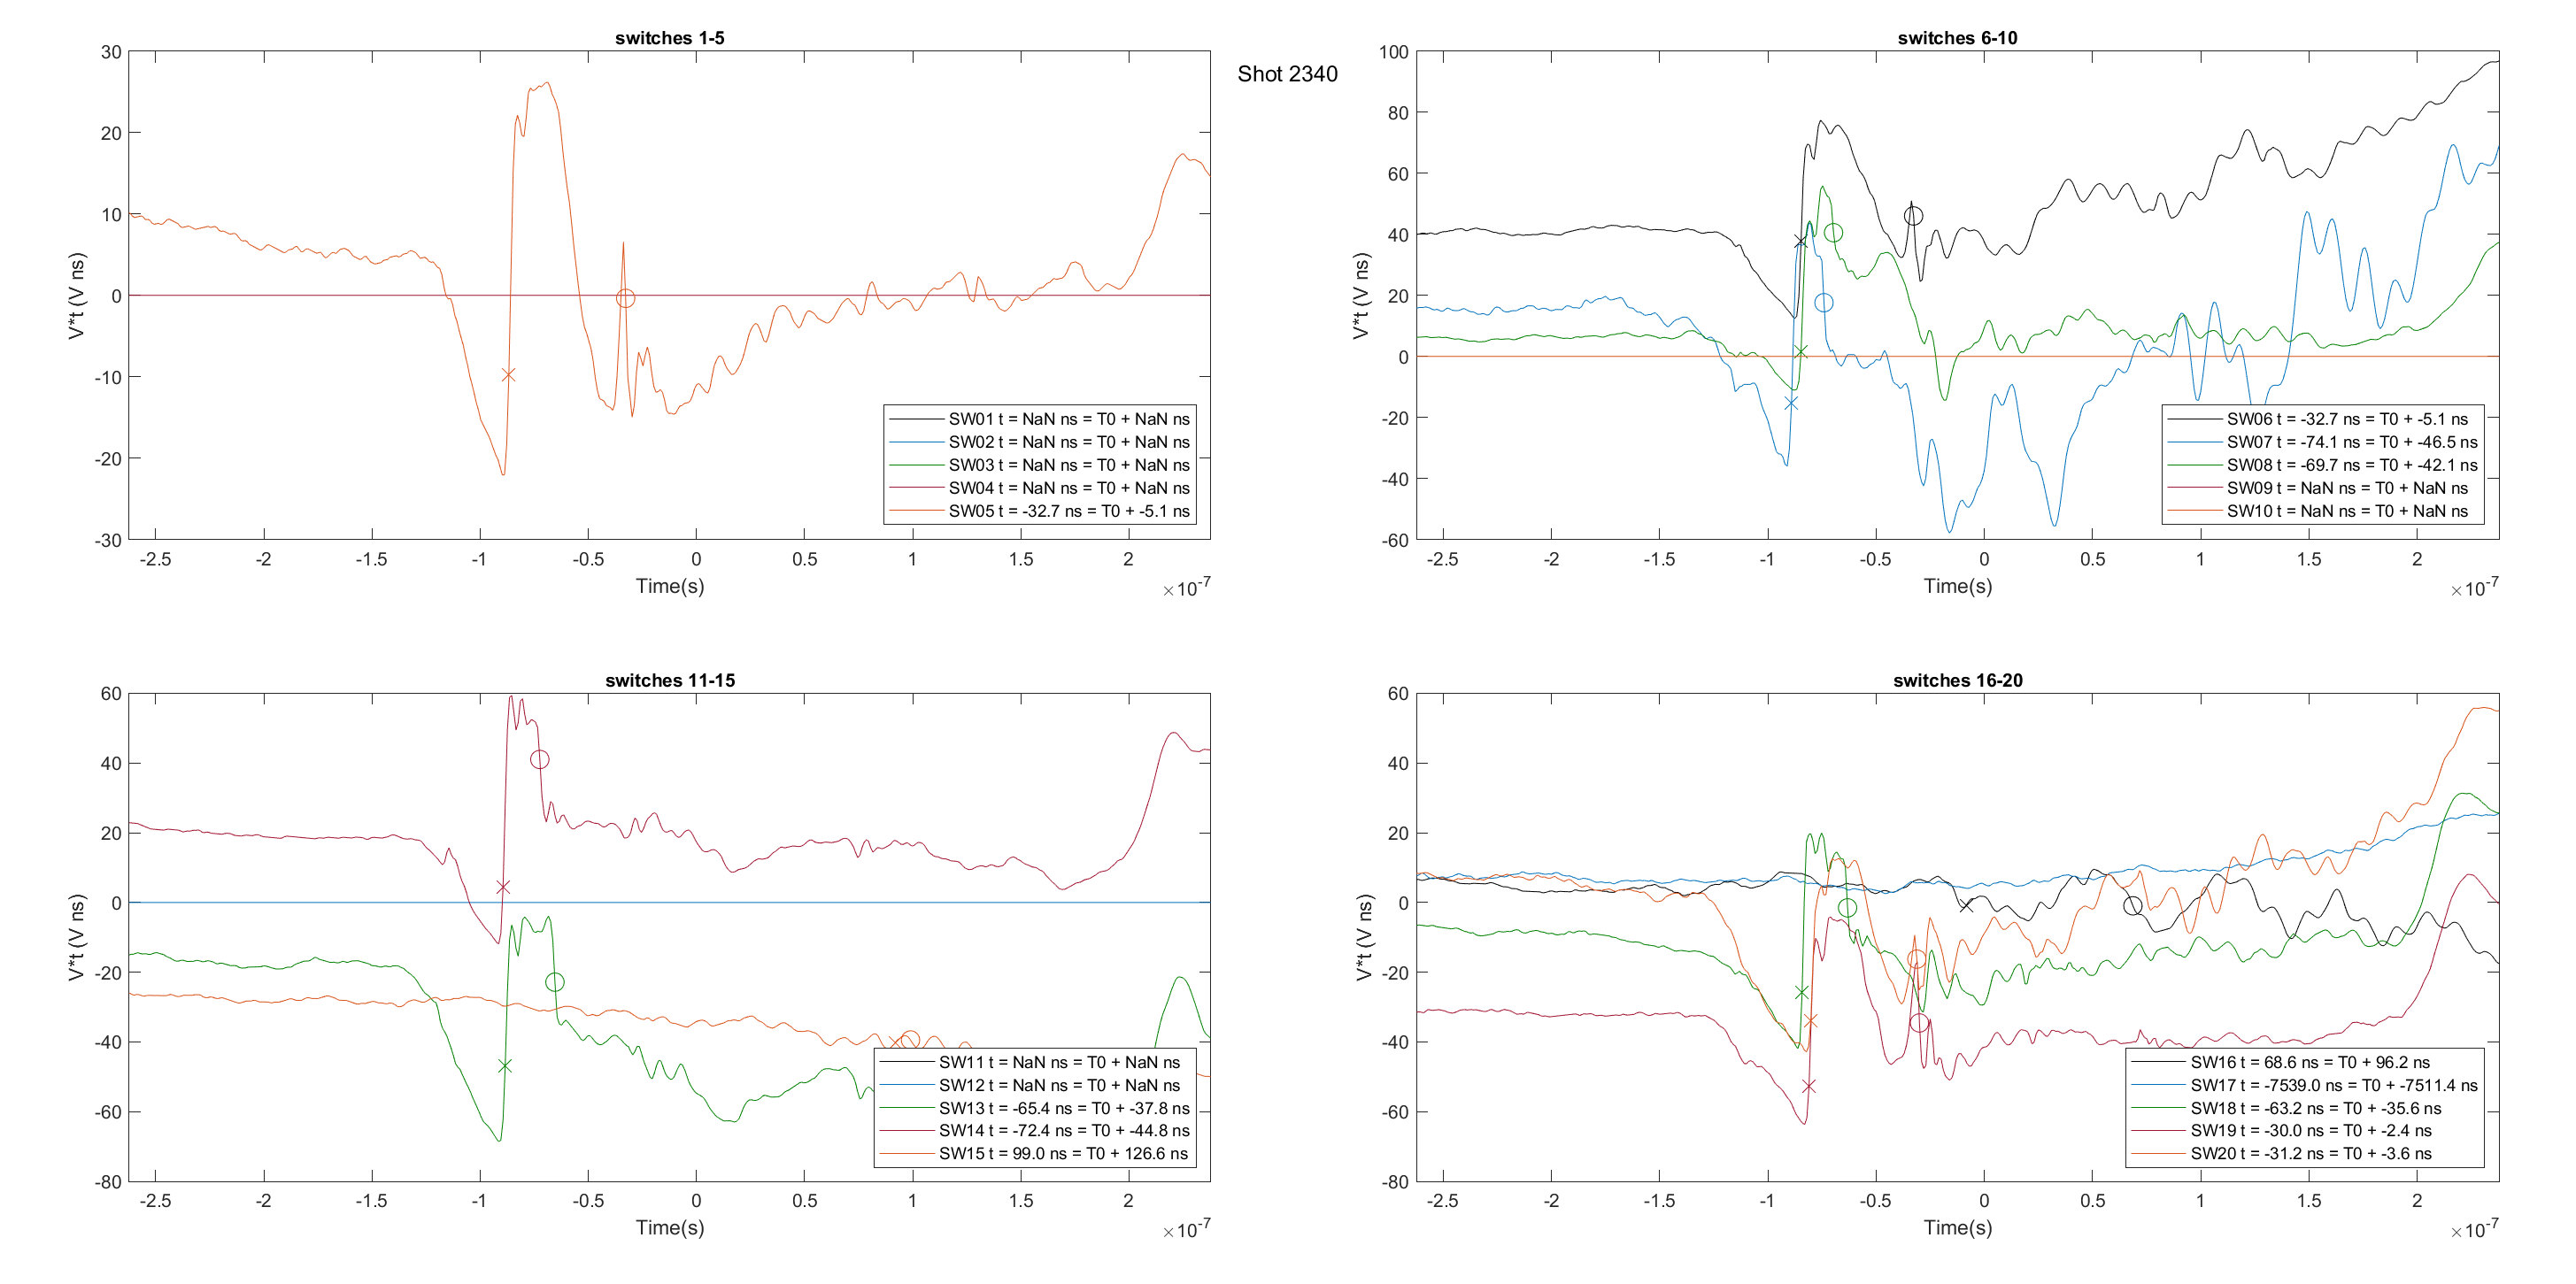 Shot 2340
switches 1-5
30
20
10
0
-10
-20
-30
V*t (V ns)
SW01 t = NaN ns = T0 + NaN ns
SW02 t = NaN ns = T0 + NaN ns
SW03 t = NaN ns = T0 + NaN ns
SW04 t = NaN ns = T0 + NaN ns
SW05 t = -32.7 ns = T0 + -5.1 ns
-2.5 -2 -1.5 -1 -0.5 0 0.5 1 1.5 2
Time(s)
×10⁻⁷
switches 6-10
100
80
60
40
20
0
-20
-40
-60
V*t (V ns)
SW06 t = -32.7 ns = T0 + -5.1 ns
SW07 t = -74.1 ns = T0 + -46.5 ns
SW08 t = -69.7 ns = T0 + -42.1 ns
SW09 t = NaN ns = T0 + NaN ns
SW10 t = NaN ns = T0 + NaN ns
-2.5 -2 -1.5 -1 -0.5 0 0.5 1 1.5 2
Time(s)
×10⁻⁷
switches 11-15
60
40
20
0
-20
-40
-60
-80
V*t (V ns)
SW11 t = NaN ns = T0 + NaN ns
SW12 t = NaN ns = T0 + NaN ns
SW13 t = -65.4 ns = T0 + -37.8 ns
SW14 t = -72.4 ns = T0 + -44.8 ns
SW15 t = 99.0 ns = T0 + 126.6 ns
-2.5 -2 -1.5 -1 -0.5 0 0.5 1 1.5 2
Time(s)
×10⁻⁷
switches 16-20
60
40
20
0
-20
-40
-60
-80
V*t (V ns)
SW16 t = 68.6 ns = T0 + 96.2 ns
SW17 t = -7539.0 ns = T0 + -7511.4 ns
SW18 t = -63.2 ns = T0 + -35.6 ns
SW19 t = -30.0 ns = T0 + -2.4 ns
SW20 t = -31.2 ns = T0 + -3.6 ns
-2.5 -2 -1.5 -1 -0.5 0 0.5 1 1.5 2
Time(s)
×10⁻⁷